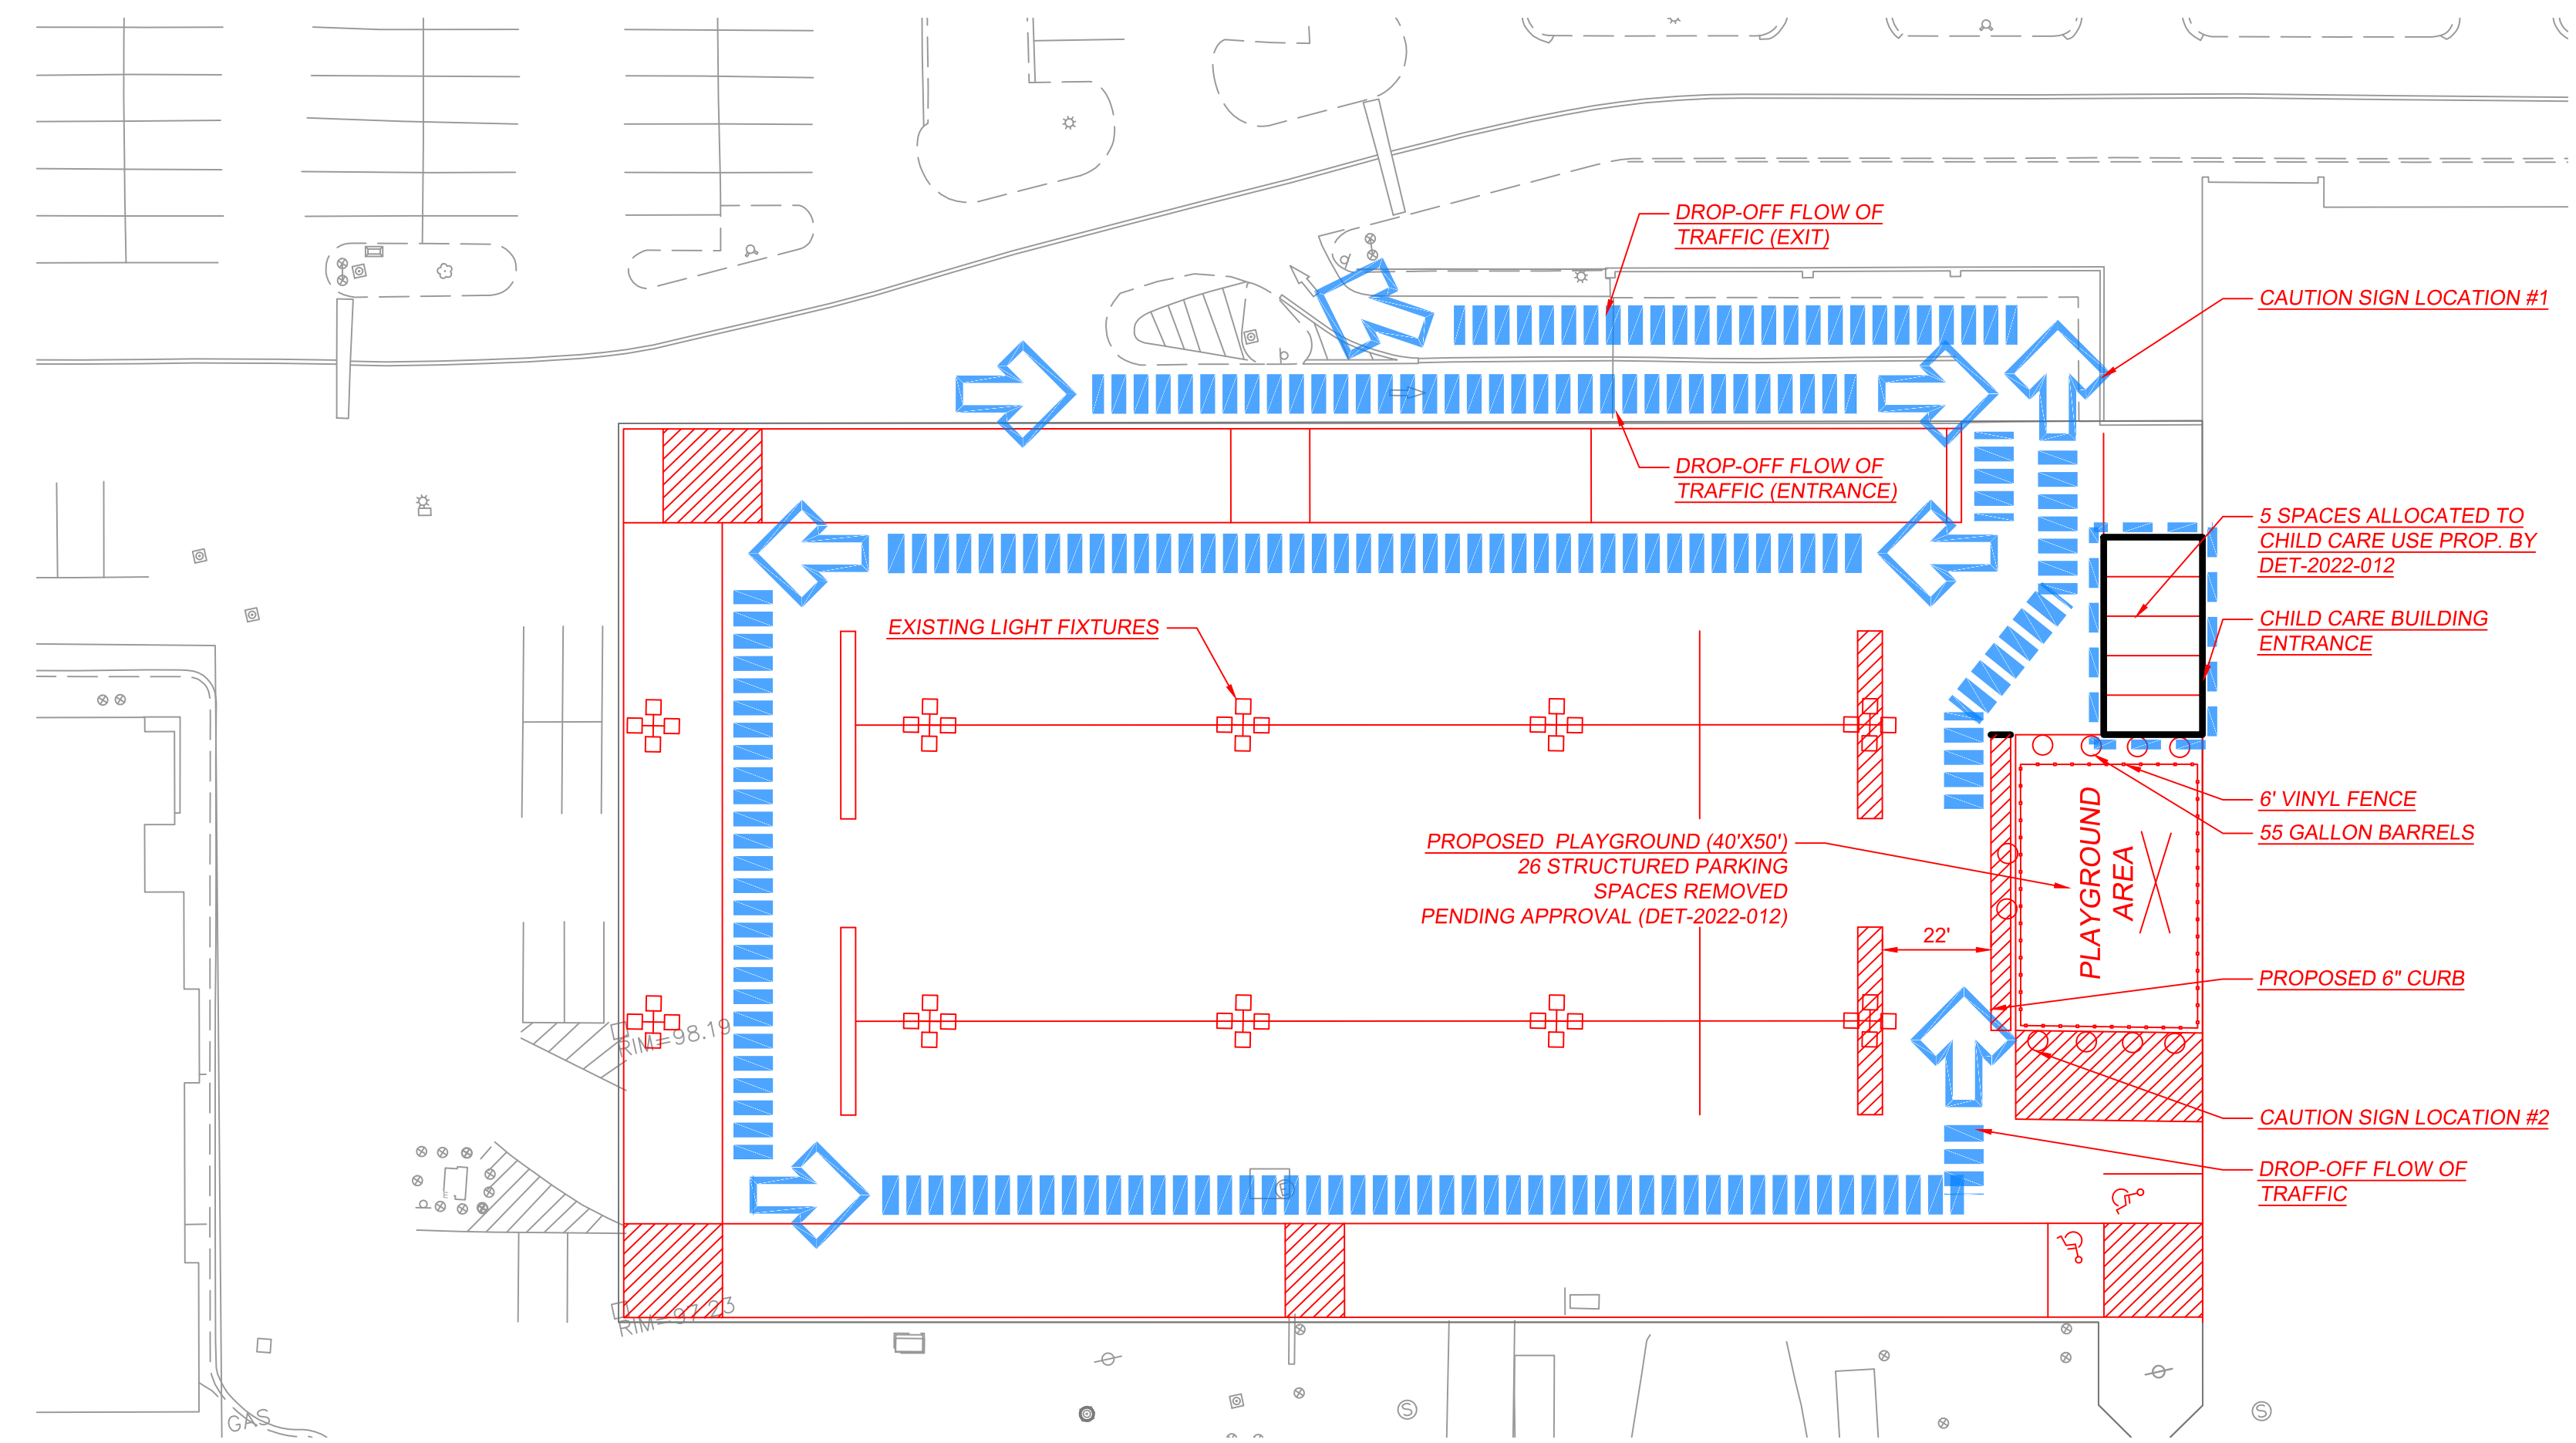 DROP-OFF FLOW OF
TRAFFIC (EXIT)
CAUTION SIGN LOCATION #1
DROP-OFF FLOW OF
TRAFFIC (ENTRANCE)
5 SPACES ALLOCATED TO
CHILD CARE USE PROP. BY
DET-2022-012
CHILD CARE BUILDING
ENTRANCE
EXISTING LIGHT FIXTURES
6' VINYL FENCE
55 GALLON BARRELS
PROPOSED PLAYGROUND (40'X50')
26 STRUCTURED PARKING
SPACES REMOVED
PENDING APPROVAL (DET-2022-012)
PLAYGROUND
AREA
22'
PROPOSED 6" CURB
RIM=98.19
CAUTION SIGN LOCATION #2
DROP-OFF FLOW OF
TRAFFIC
E
E
RIM=97.23
GAS
S
S